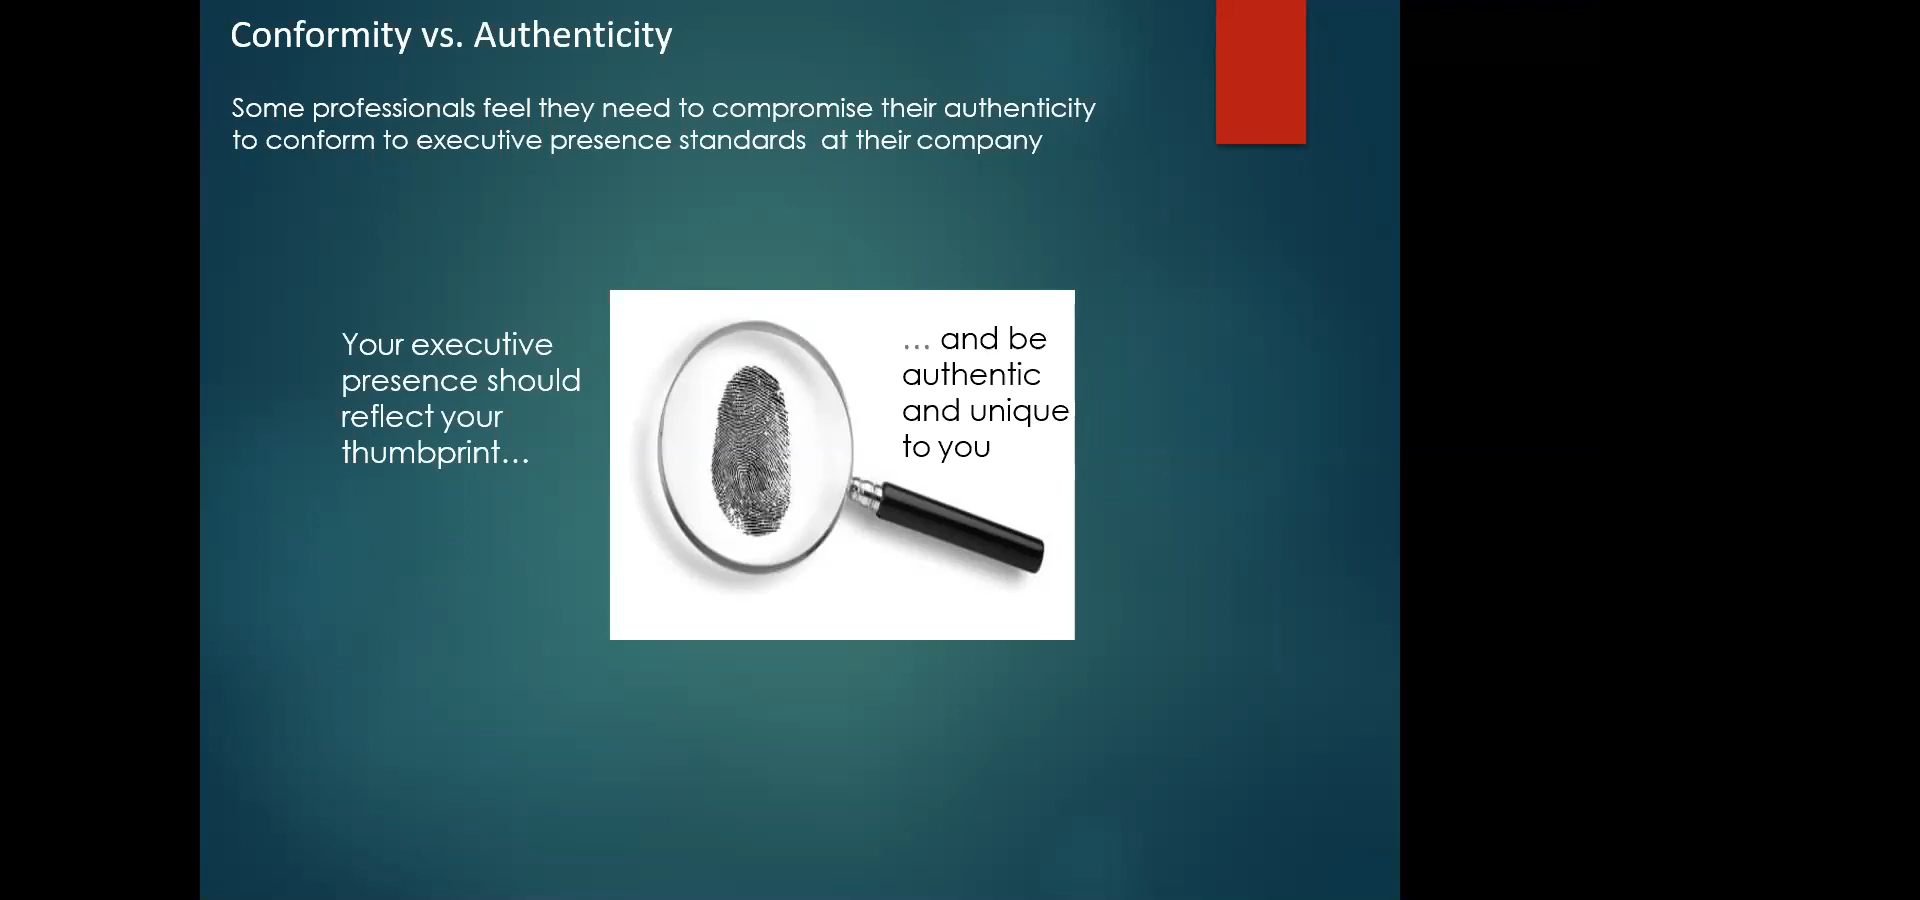 Conformity vs. Authenticity
Some professionals feel they need to compromise their authenticity
to conform to executive presence standards  at their company
Your executive
presence should
reflect your
thumbprint...
... and be
authentic
and unique
to you